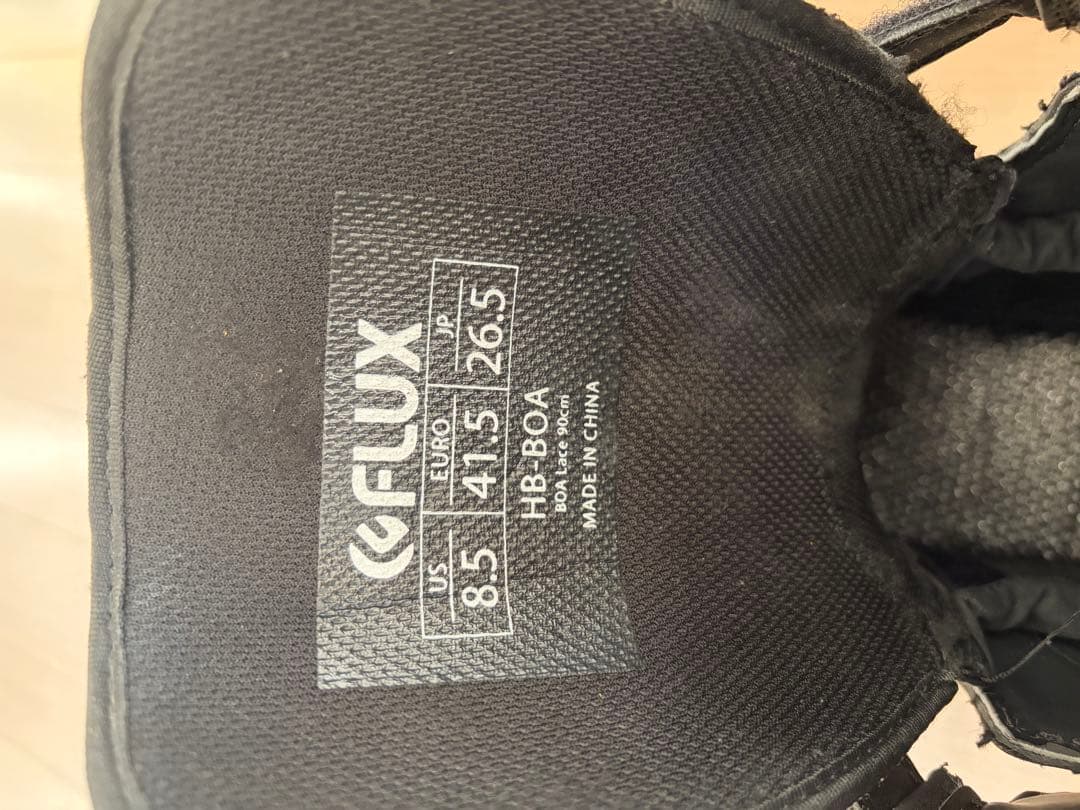 FLUX
US EURO JP
8.5 41.5 26.5
HB-BOA
BOA Lace 90cm
MADE IN CHINA